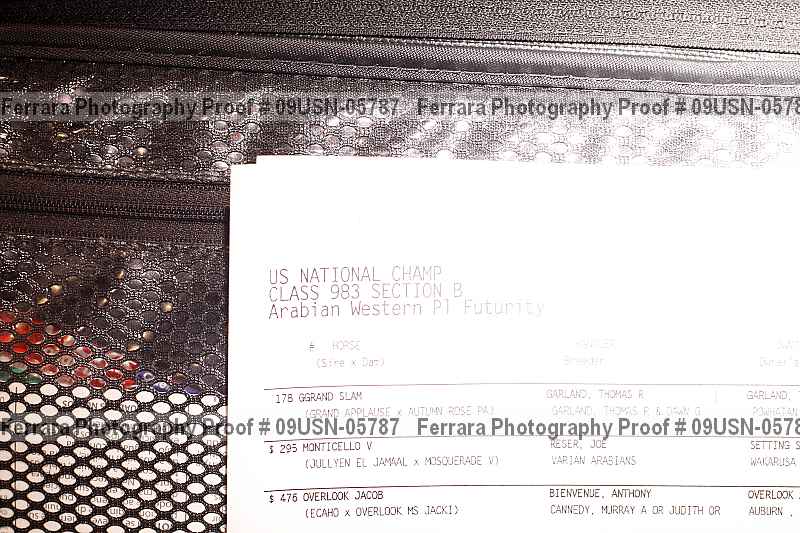 Ferrara Photography Proof # 09USN-05787 Ferrara Photography Proof # 09USN-0578
US NATIONAL CHAMP
CLASS 983 SECTION B
Arabian Western Pl Futurity
# HORSE
(Sire x Dam) Breeder Owner's
178 GGRAND SLAM GARLAND, THOMAS R GARLAND,
(GRAND APPLAUSE x AUTUMN ROSE PA) GARLAND, THOMAS R & DAWN G POWHATAN
Ferrara Photography Proof # 09USN-05787 Ferrara Photography Proof # 09USN-0578
$ 295 MONTICELLO V RESER, JOE SETTING S
(JULLYEN EL JAMAAL x MOSQUERADE V) VARIAN ARABIANS WAKARUSA
$ 476 OVERLOOK JACOB BIENVENUE, ANTHONY OVERLOOK
(ECAHO x OVERLOOK MS JACKI) CANNEDY, MURRAY A OR JUDITH OR AUBURN ,